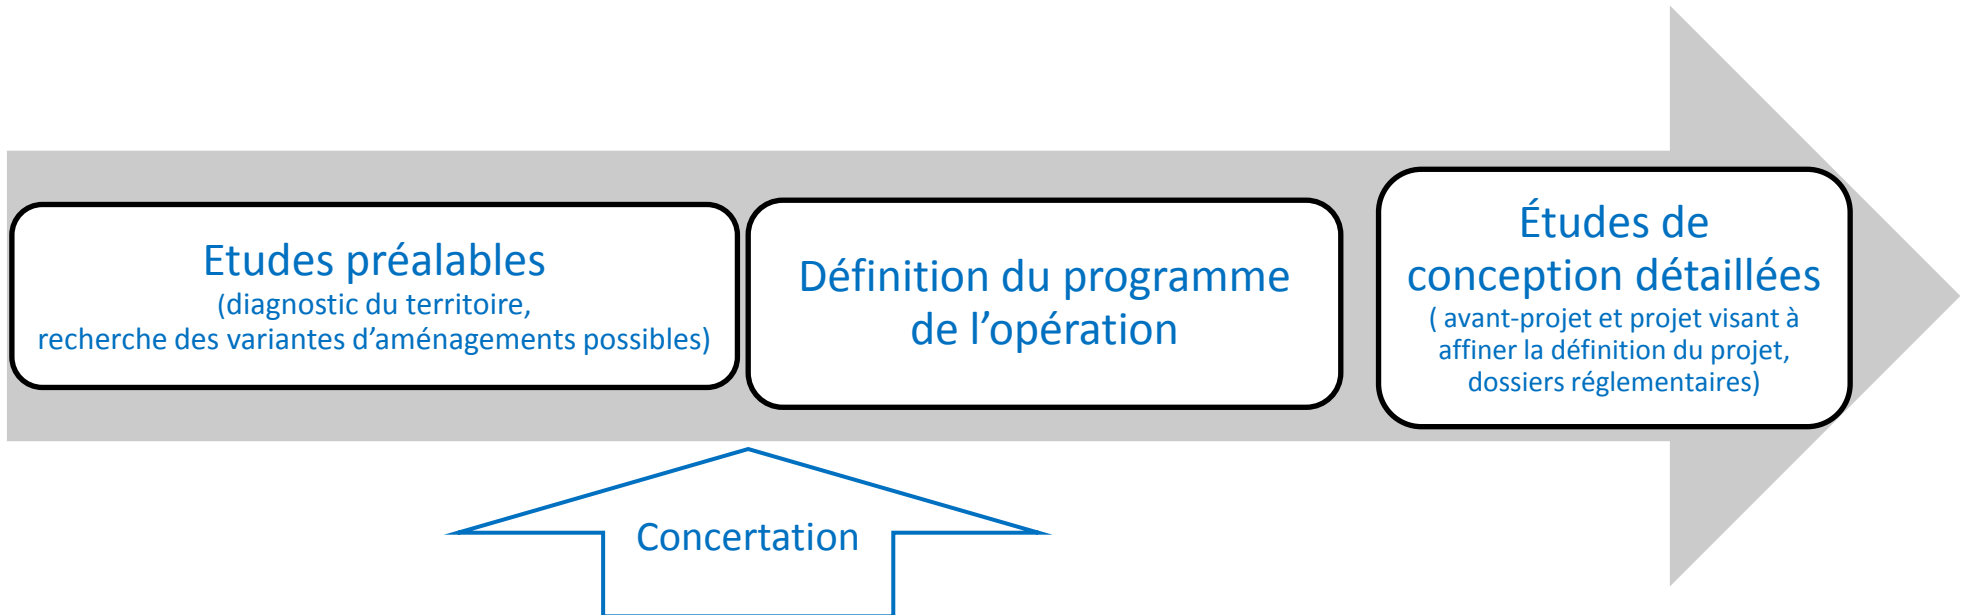 Etudes préalables
(diagnostic du territoire,
recherche des variantes d’aménagements possibles)
Définition du programme
de l’opération
Études de
conception détaillées
( avant-projet et projet visant à
affiner la définition du projet,
dossiers réglementaires)
Concertation